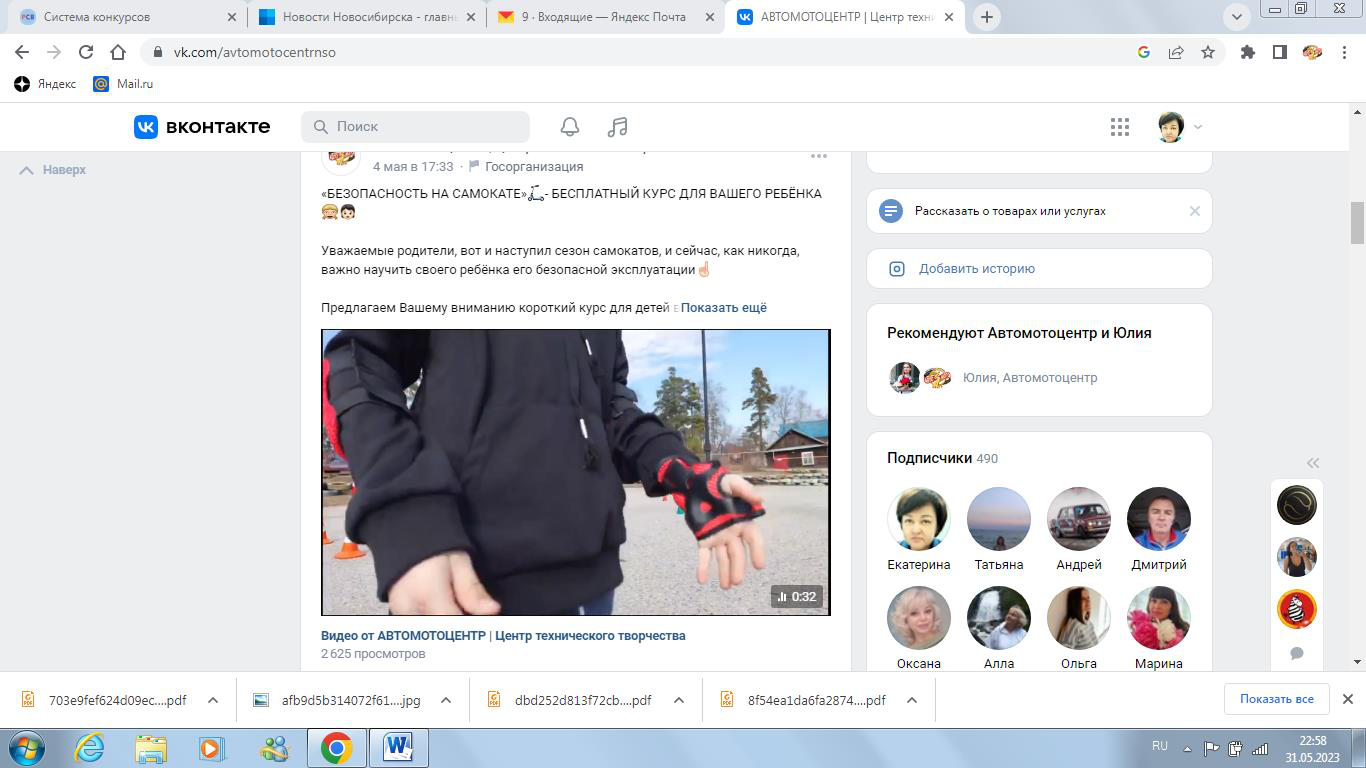 Система конкурсов
Новости Новосибирска - главн
9 · Входящие — Яндекс Почта
АВТОМОТОЦЕНТР | Центр техни
vk.com/avtomotocentrnso
Яндекс
Mail.ru
вконтакте
Поиск
Наверх
4 мая в 17:33 · Госорганизация
«БЕЗОПАСНОСТЬ НА САМОКАТЕ»🛴- БЕСПЛАТНЫЙ КУРС ДЛЯ ВАШЕГО РЕБЁНКА
Уважаемые родители, вот и наступил сезон самокатов, и сейчас, как никогда,
важно научить своего ребёнка его безопасной эксплуатации☝
Предлагаем Вашему вниманию короткий курс для детей в Показать ещё
0:32
Видео от АВТОМОТОЦЕНТР | Центр технического творчества
2 625 просмотров
Рассказать о товарах или услугах
Добавить историю
Рекомендуют Автомотоцентр и Юлия
Юлия, Автомотоцентр
Подписчики 490
Екатерина Татьяна Андрей Дмитрий
Оксана Алла Ольга Марина
703e9fef624d09ec....pdf
afb9d5b314072f61....jpg
dbd252d813f72cb....pdf
8f54ea1da6fa2874....pdf
Показать все
RU
22:58
31.05.2023